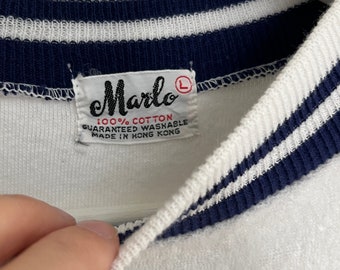 Marlo L
100% COTTON
GUARANTEED WASHABLE
MADE IN HONG KONG